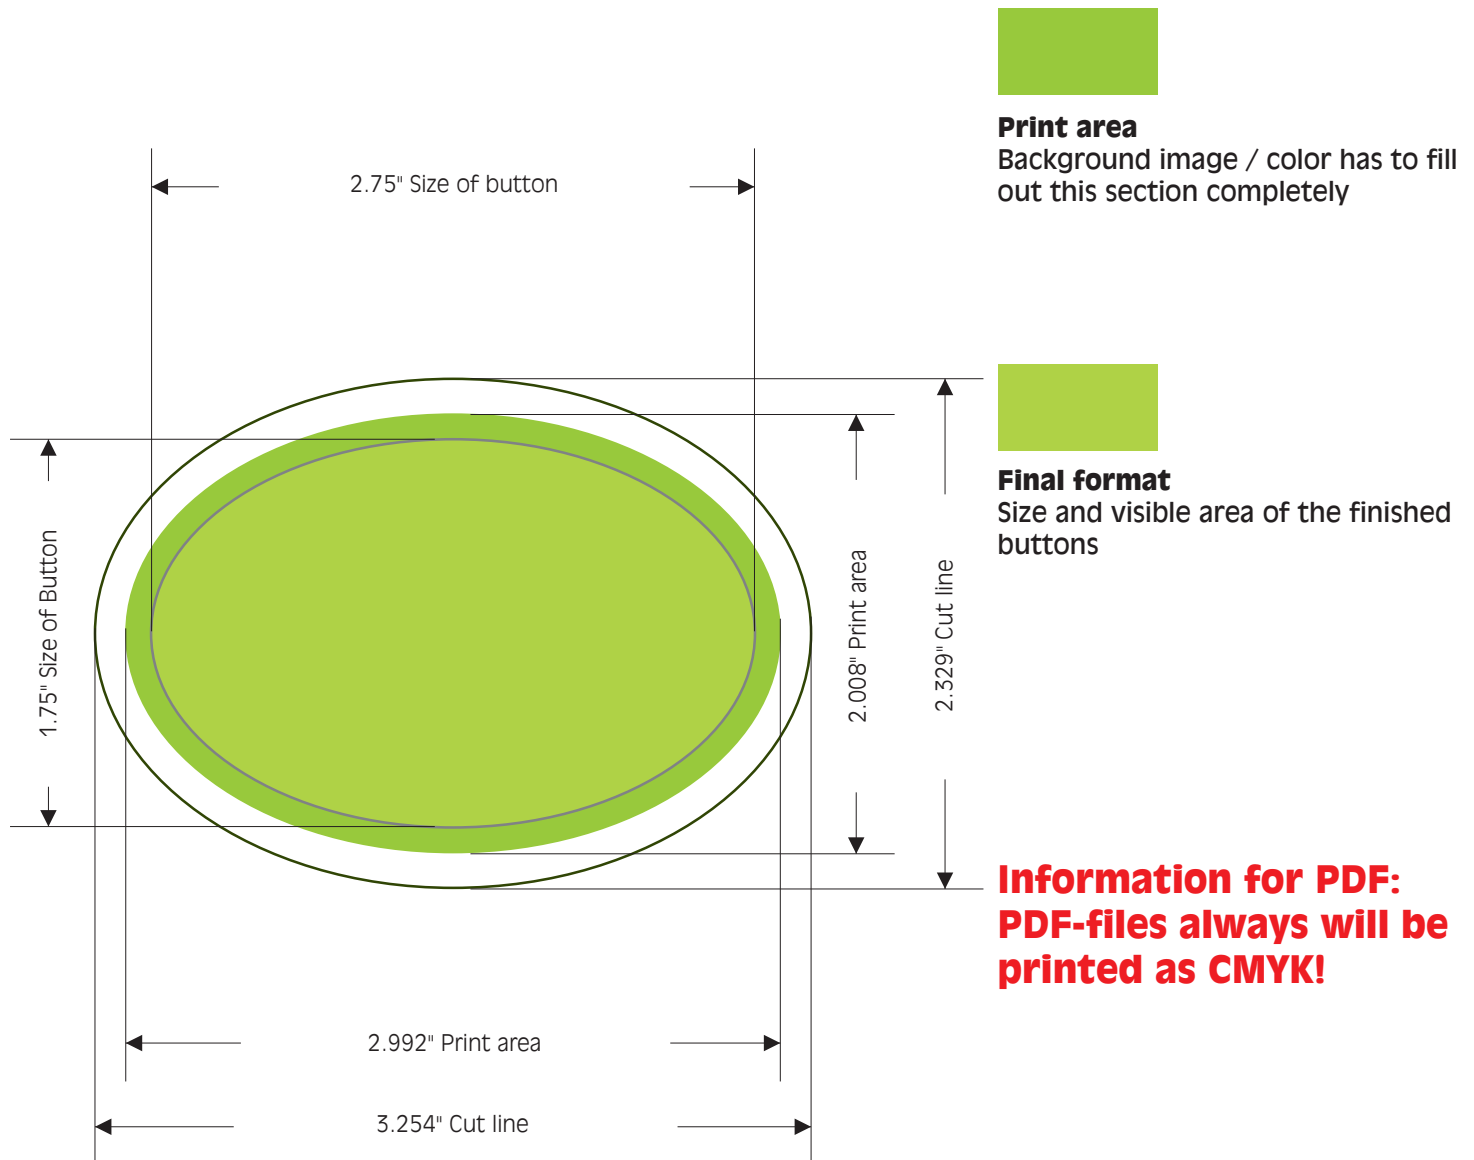 Print area
Background image / color has to fill
out this section completely
2.75" Size of button
Final format
Size and visible area of the finished
buttons
1.75" Size of Button
2.008" Print area
2.329" Cut line
Information for PDF:
PDF-files always will be
printed as CMYK!
2.992" Print area
3.254" Cut line